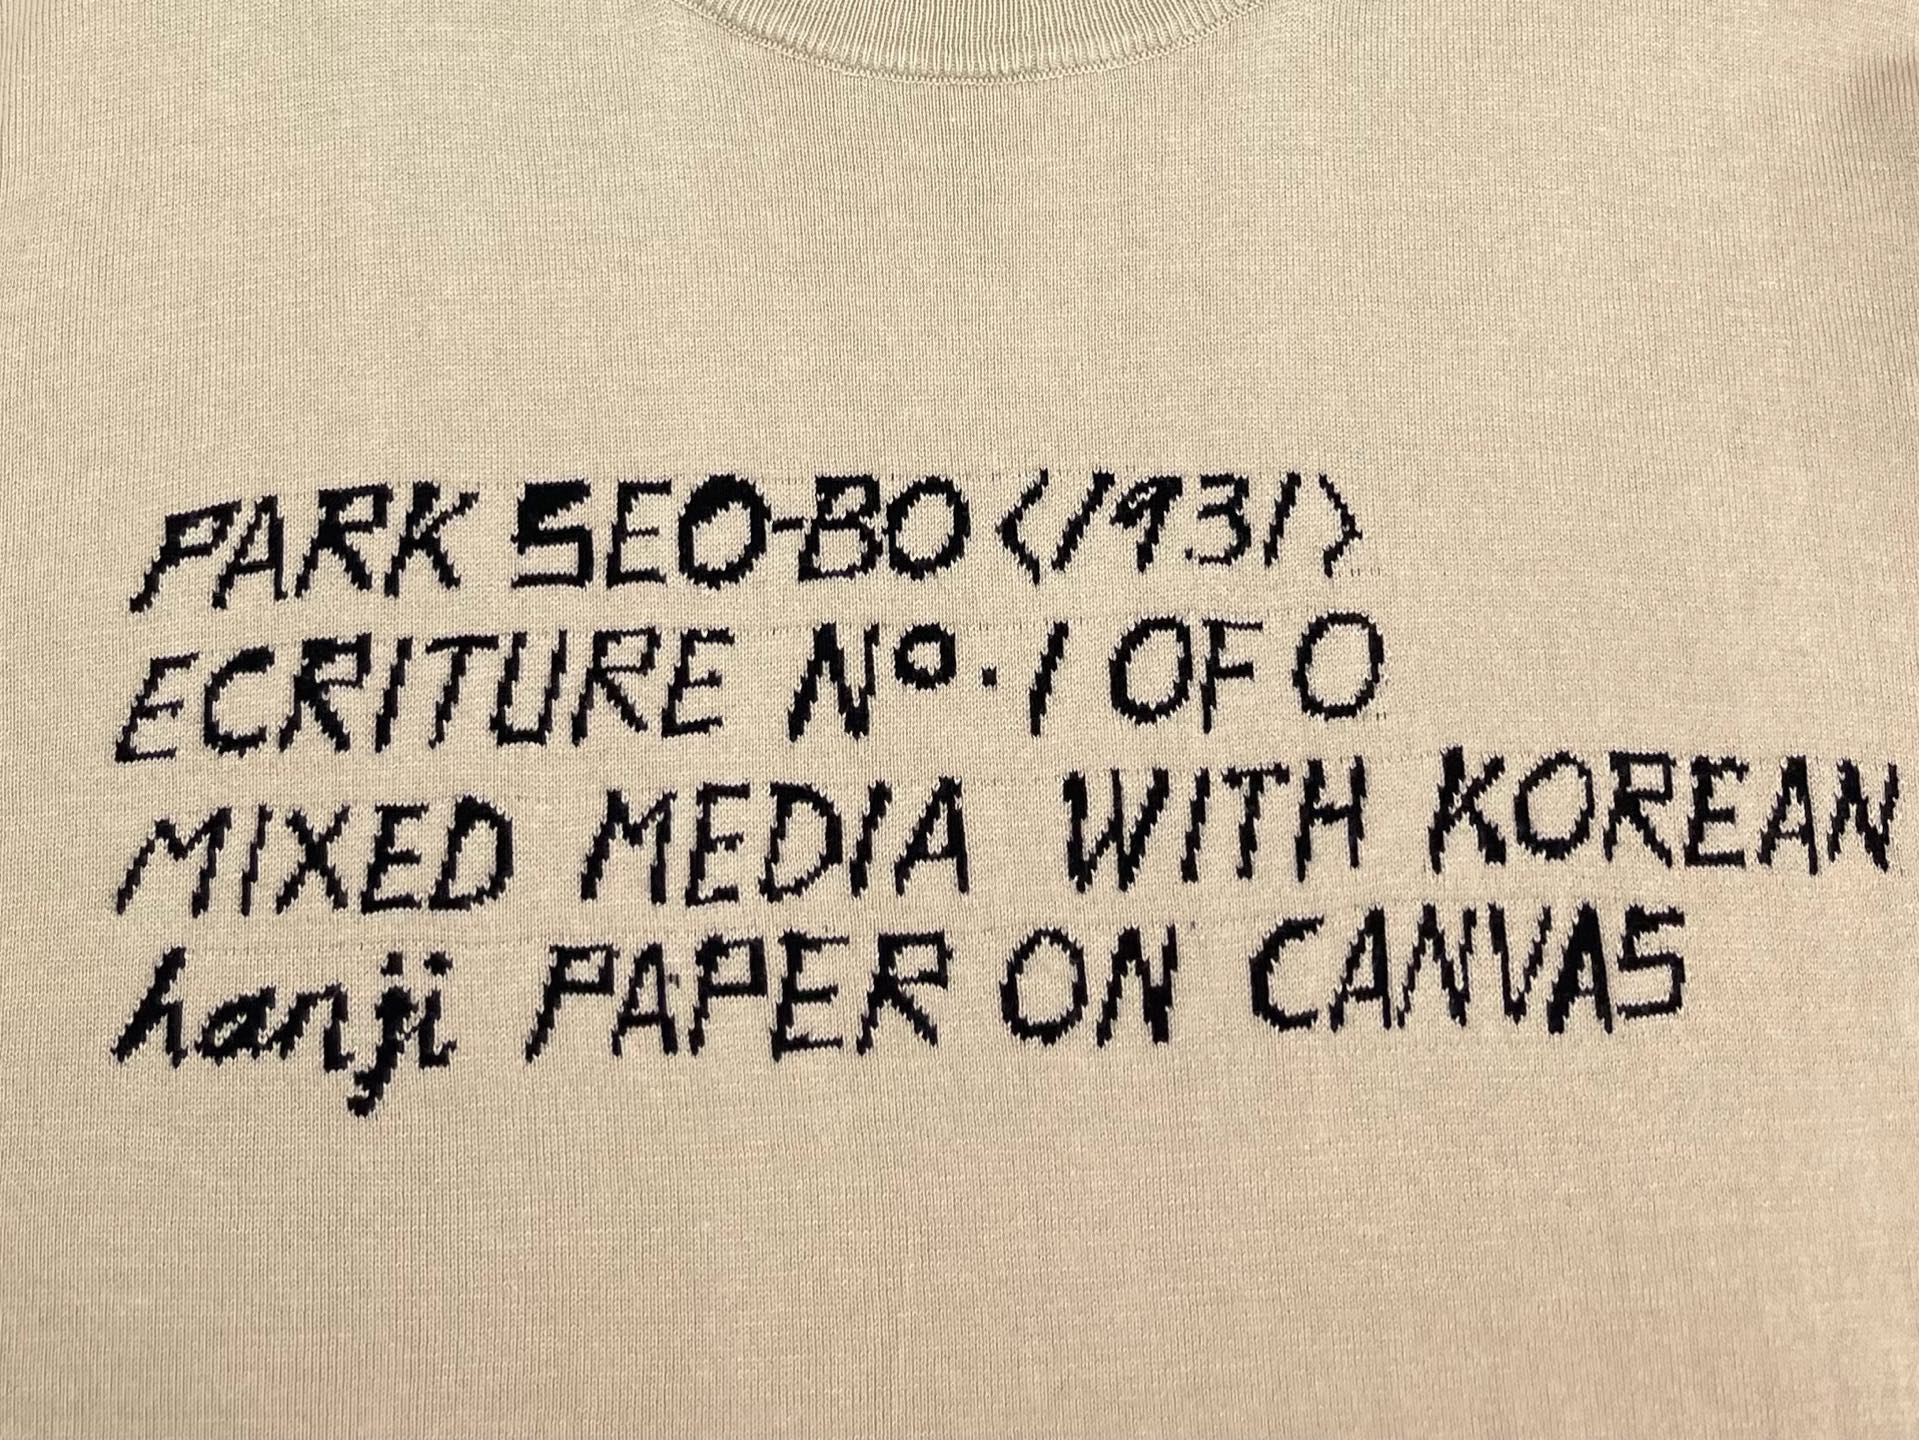 PARK SEO-BO <1931>
ECRITURE Nº.1 OF O
MIXED MEDIA WITH KOREAN
hanji PAPER ON CANVAS